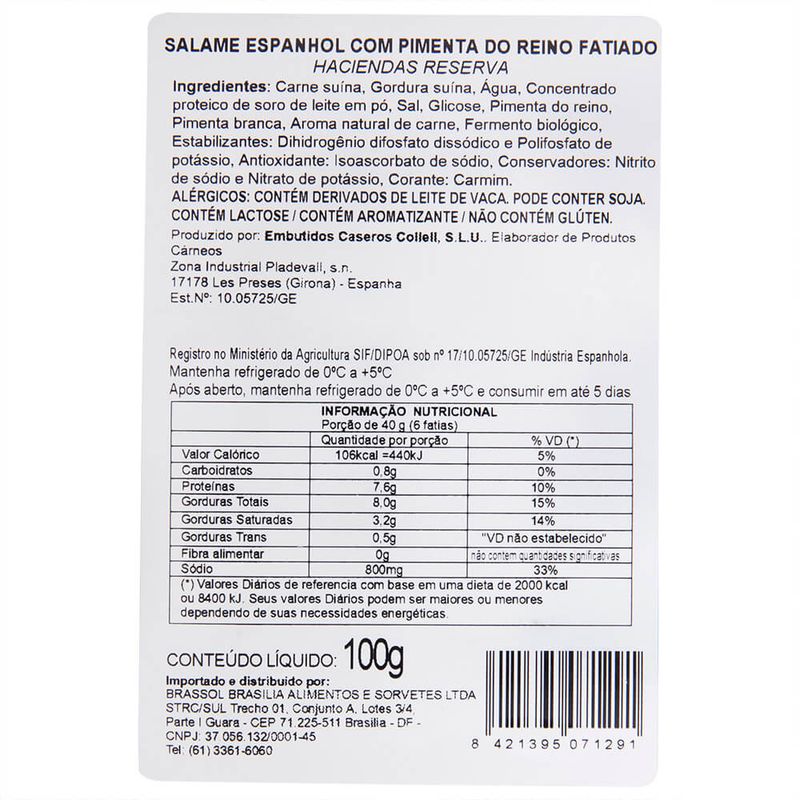 SALAME ESPANHOL COM PIMENTA DO REINO FATIADO
HACIENDAS RESERVA
Ingredientes: Carne suína, Gordura suína, Água, Concentrado
proteico de soro de leite em pó, Sal, Glicose, Pimenta do reino,
Pimenta branca, Aroma natural de carne, Fermento biológico,
Estabilizantes: Dihidrogênio difosfato dissódico e Polifosfato de
potássio, Antioxidante: Isoascorbato de sódio, Conservadores: Nitrito
de sódio e Nitrato de potássio, Corante: Carmim.
ALÉRGICOS: CONTÉM DERIVADOS DE LEITE DE VACA. PODE CONTER SOJA.
CONTÉM LACTOSE / CONTÉM AROMATIZANTE / NÃO CONTÉM GLÚTEN.
Produzido por: Embutidos Caseros Collell, S.L.U.. Elaborador de Produtos
Cárneos
Zona Industrial Pladevall, s.n.
17178 Les Preses (Girona) - Espanha
Est.Nº: 10.05725/GE
Registro no Ministério da Agricultura SIF/DIPOA sob nº 17/10.05725/GE Indústria Espanhola.
Mantenha refrigerado de 0ºC a +5ºC
Após aberto, mantenha refrigerado de 0ºC a +5ºC e consumir em até 5 dias
INFORMAÇÃO NUTRICIONAL
Porção de 40 g (6 fatias)
Quantidade por porção % VD (*)
Valor Calórico 106kcal =440kJ 5%
Carboidratos 0,8g 0%
Proteínas 7,6g 10%
Gorduras Totais 8,0g 15%
Gorduras Saturadas 3,2g 14%
Gorduras Trans 0,5g "VD não estabelecido"
Fibra alimentar 0g não contem quantidades significativas
Sódio 800mg 33%
(*) Valores Diários de referencia com base em uma dieta de 2000 kcal
ou 8400 kJ. Seus valores Diários podem ser maiores ou menores
dependendo de suas necessidades energéticas.
CONTEÚDO LÍQUIDO: 100g
Importado e distribuido por:
BRASSOL BRASILIA ALIMENTOS E SORVETES LTDA
STRC/SUL Trecho 01, Conjunto A, Lotes 3/4,
Parte I Guara - CEP 71.225-511 Brasilia - DF -
CNPJ: 37.056.132/0001-45
Tel: (61) 3361-6060
8 421395 071291